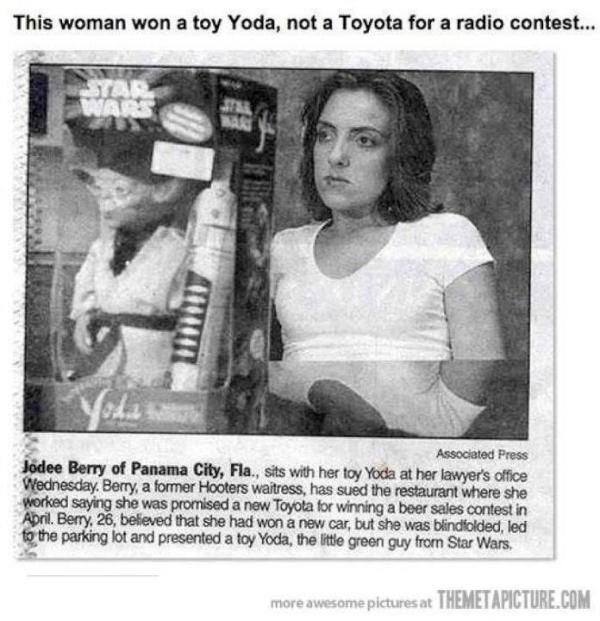 This woman won a toy Yoda, not a Toyota for a radio contest...
STAR
WARS
STAR
WARS
Yoda
Associated Press
Jodee Berry of Panama City, Fla., sits with her toy Yoda at her lawyer's office
Wednesday. Berry, a former Hooters waitress, has sued the restaurant where she
worked saying she was promised a new Toyota for winning a beer sales contest in
April. Berry, 26, believed that she had won a new car, but she was blindfolded, led
to the parking lot and presented a toy Yoda, the little green guy from Star Wars.
more awesome pictures at THEMETAPICTURE.COM